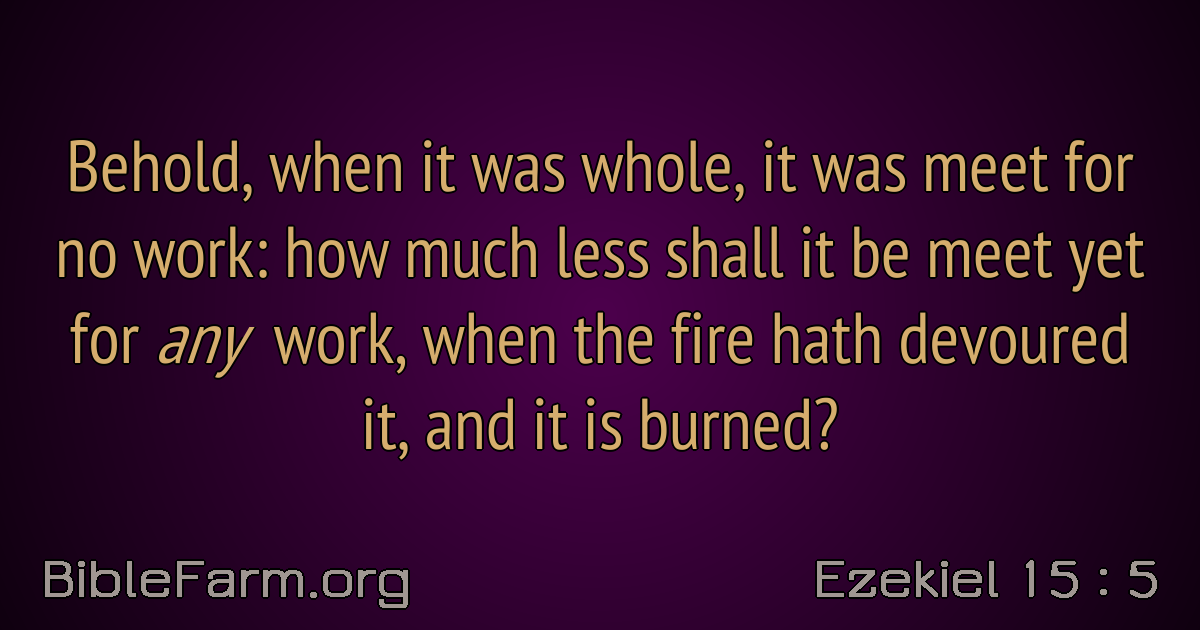 Behold, when it was whole, it was meet for
no work: how much less shall it be meet yet
for any work, when the fire hath devoured
it, and it is burned?
BibleFarm.org
Ezekiel 15 : 5